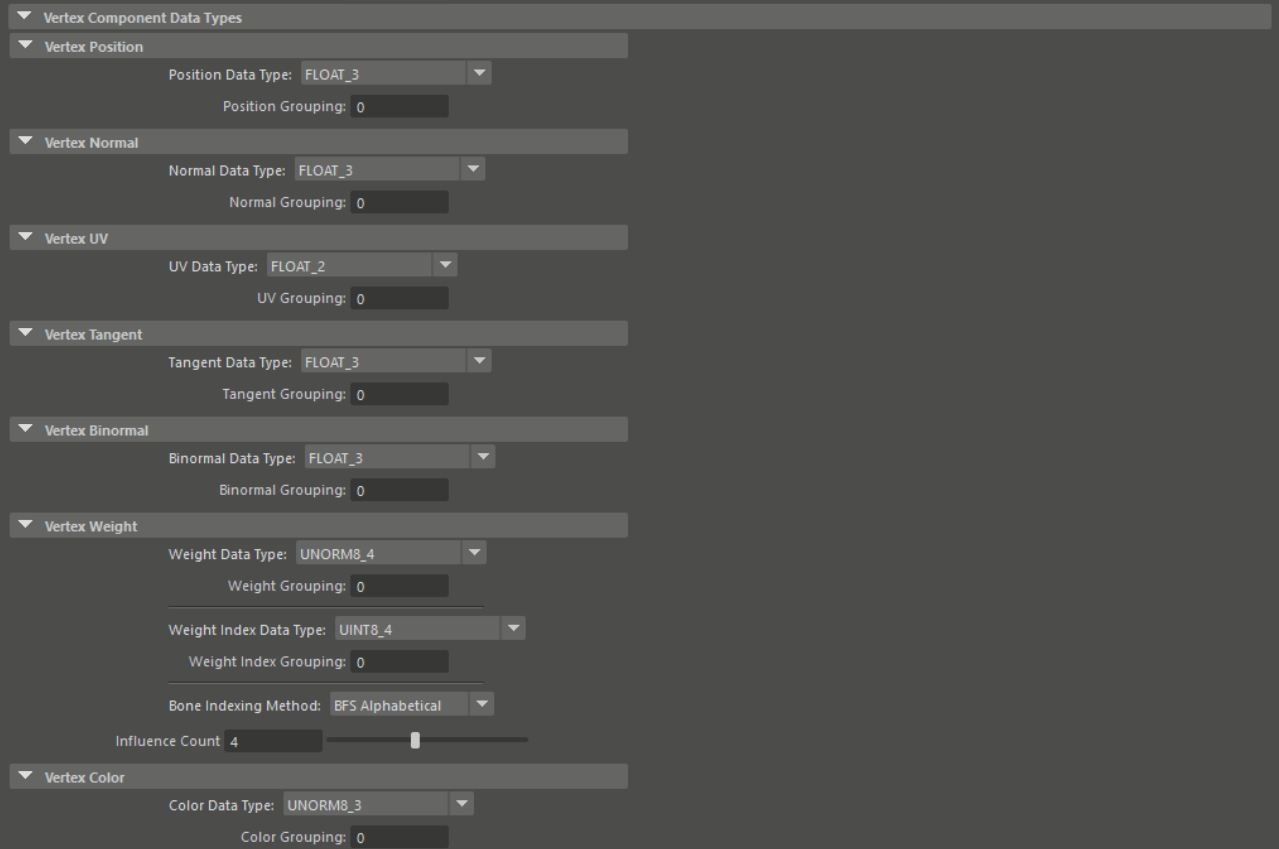 Vertex Component Data Types
Vertex Position
Position Data Type: FLOAT_3
Position Grouping: 0
Vertex Normal
Normal Data Type: FLOAT_3
Normal Grouping: 0
Vertex UV
UV Data Type: FLOAT_2
UV Grouping: 0
Vertex Tangent
Tangent Data Type: FLOAT_3
Tangent Grouping: 0
Vertex Binormal
Binormal Data Type: FLOAT_3
Binormal Grouping: 0
Vertex Weight
Weight Data Type: UNORM8_4
Weight Grouping: 0
Weight Index Data Type: UINT8_4
Weight Index Grouping: 0
Bone Indexing Method: BFS Alphabetical
Influence Count 4
Vertex Color
Color Data Type: UNORM8_3
Color Grouping: 0